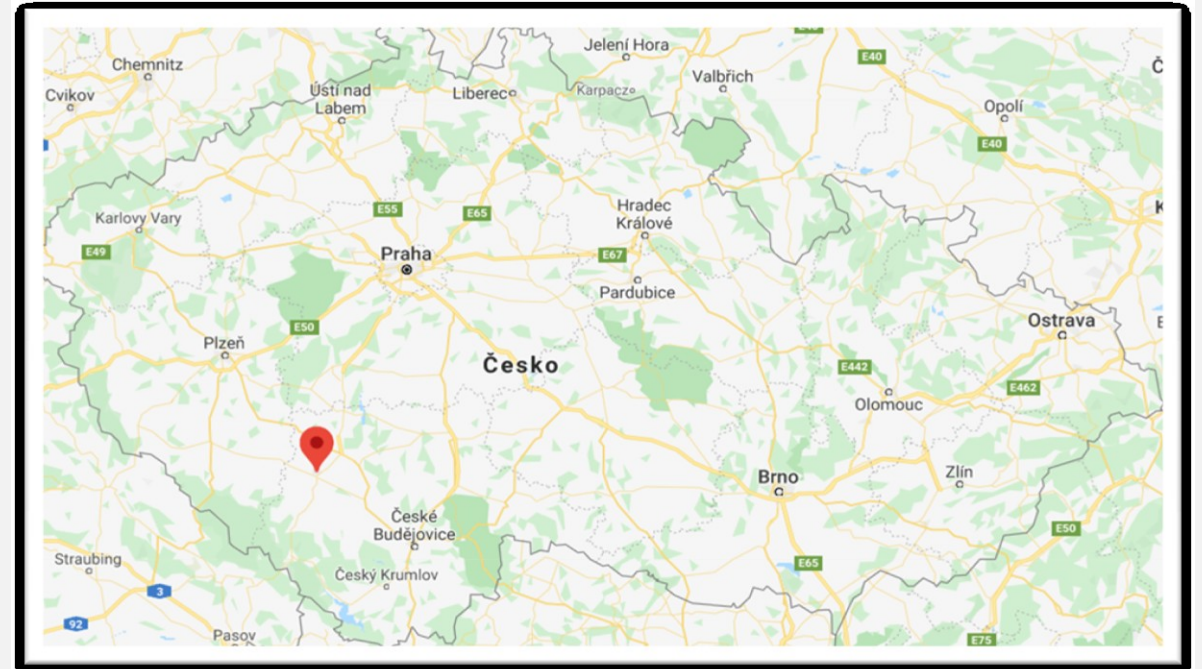 E40
Jelení Hora
E40
Č
Chemnitz
Valbřich
Cvikov
Ústí nad
Labem
Liberec
Karpacz
Opolí
E40
Karlovy Vary
E55
E65
Hradec
Králové
K
E49
Praha
E67
Pardubice
E50
Plzeň
Ostrava
E
Česko
E442
E462
Olomouc
Brno
Zlín
České
Budějovice
E50
Straubing
E65
Český Krumlov
3
92
Pasov
E75